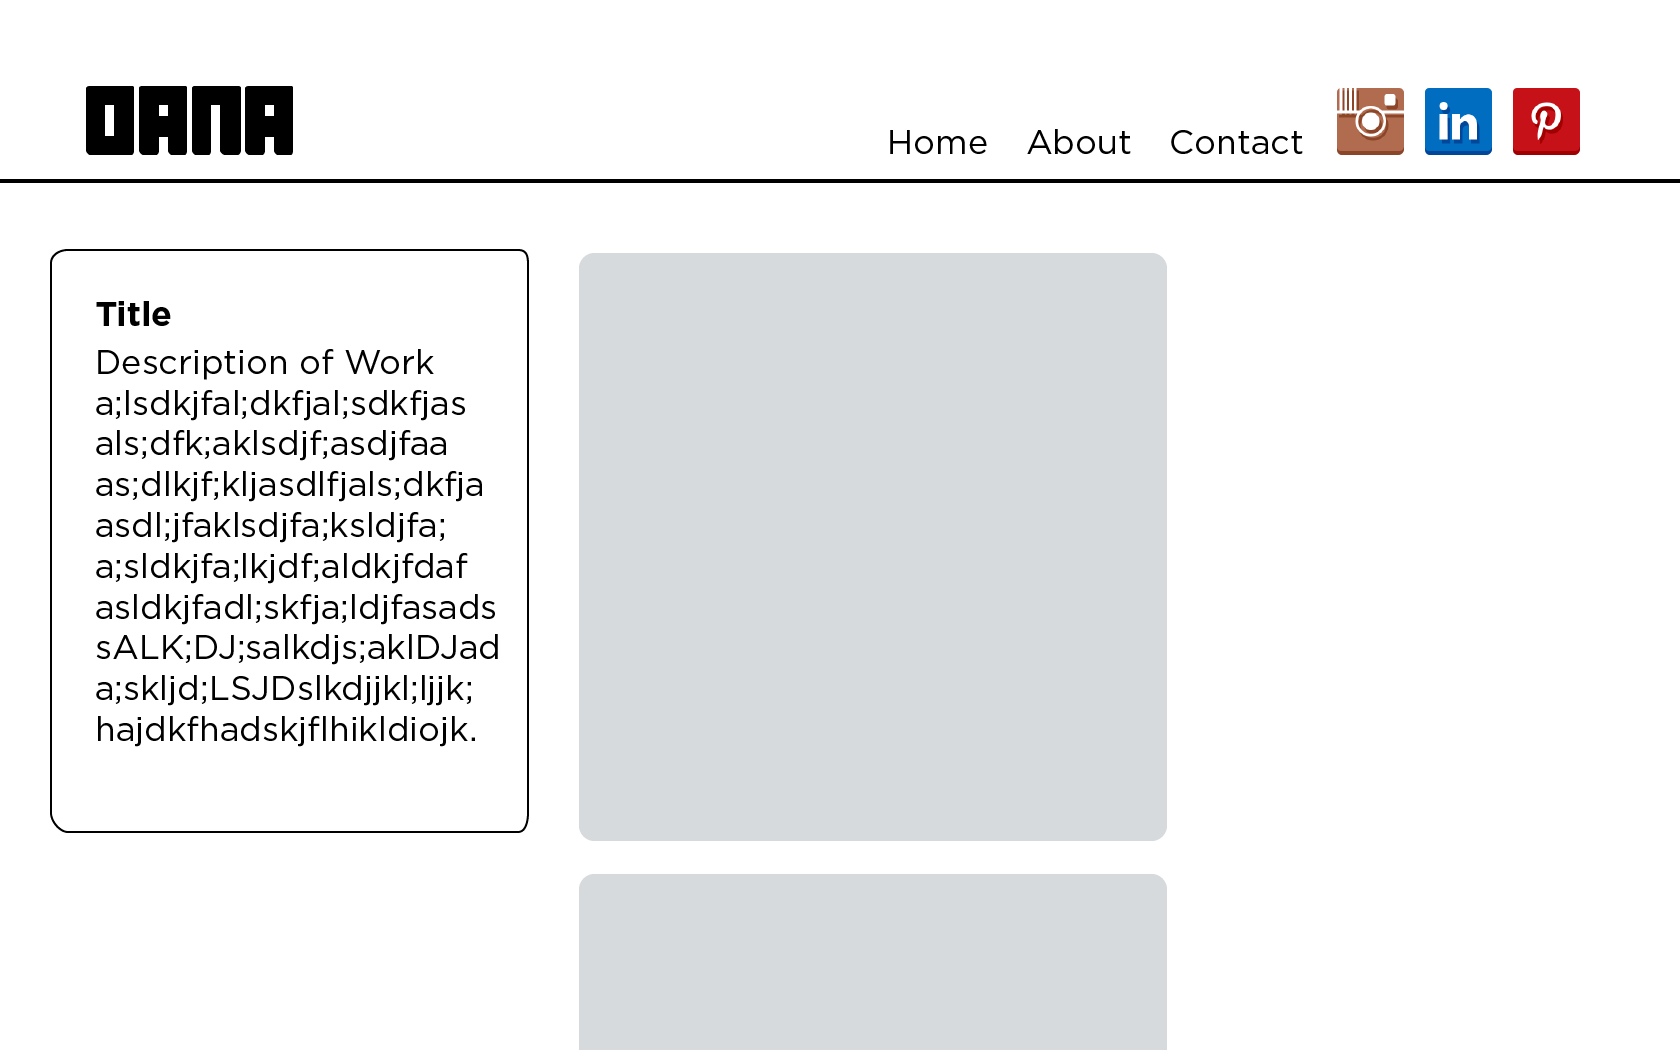 DANA
Home About Contact
in
Title
Description of Work
a;lsdkjfal;dkfjal;sdkfjas
als;dfk;aklsdjf;asdjfaa
as;dlkjf;kljasdlfjals;dkfja
asdl;jfaklsdjfa;ksldjfa;
a;sldkjfa;lkjdf;aldkjfdaf
asldkjfadl;skfja;ldjfasads
sALK;DJ;salkdjs;aklDJad
a;skljd;LSJDslkdjjkl;ljjk;
hajdkfhadskjflhikldiojk.